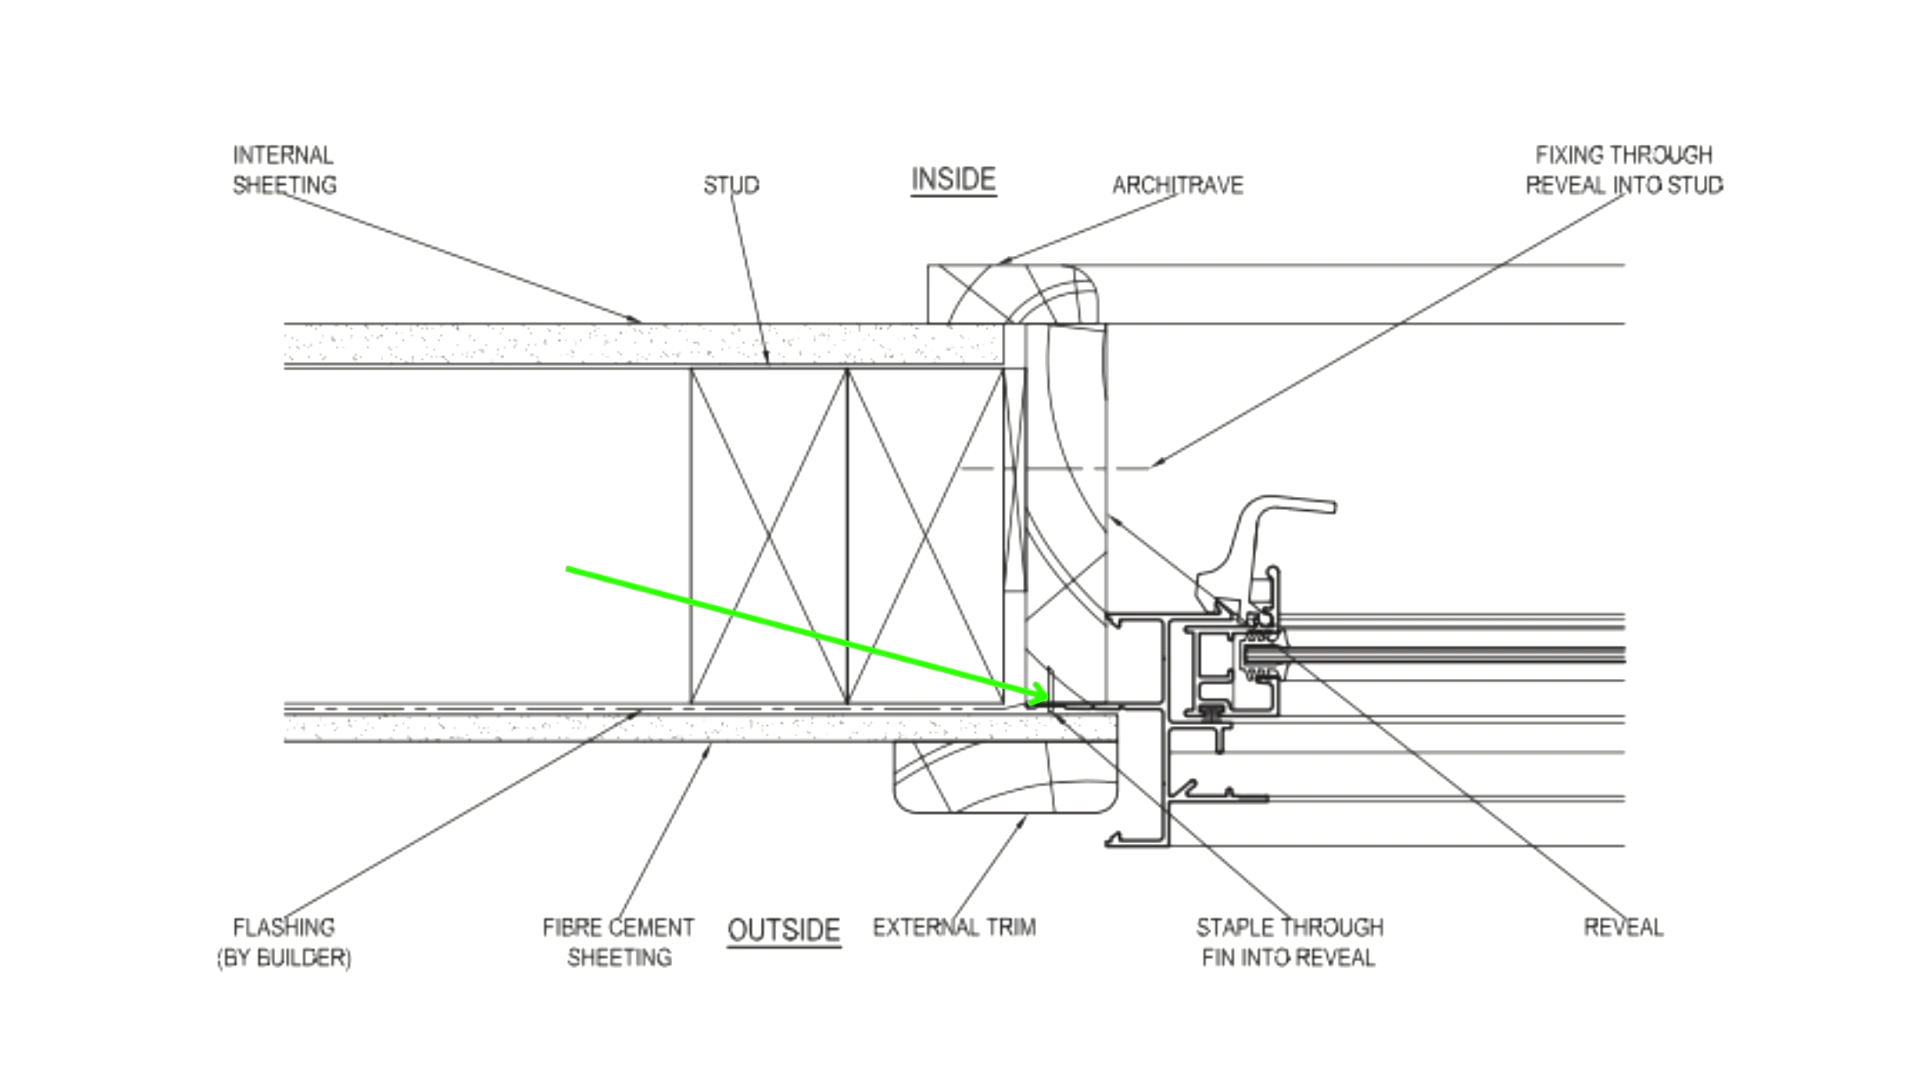 INTERNAL
SHEETING
STUD
INSIDE
ARCHITRAVE
FIXING THROUGH
REVEAL INTO STUD
FLASHING
(BY BUILDER)
FIBRE CEMENT
SHEETING
OUTSIDE
EXTERNAL TRIM
STAPLE THROUGH
FIN INTO REVEAL
REVEAL